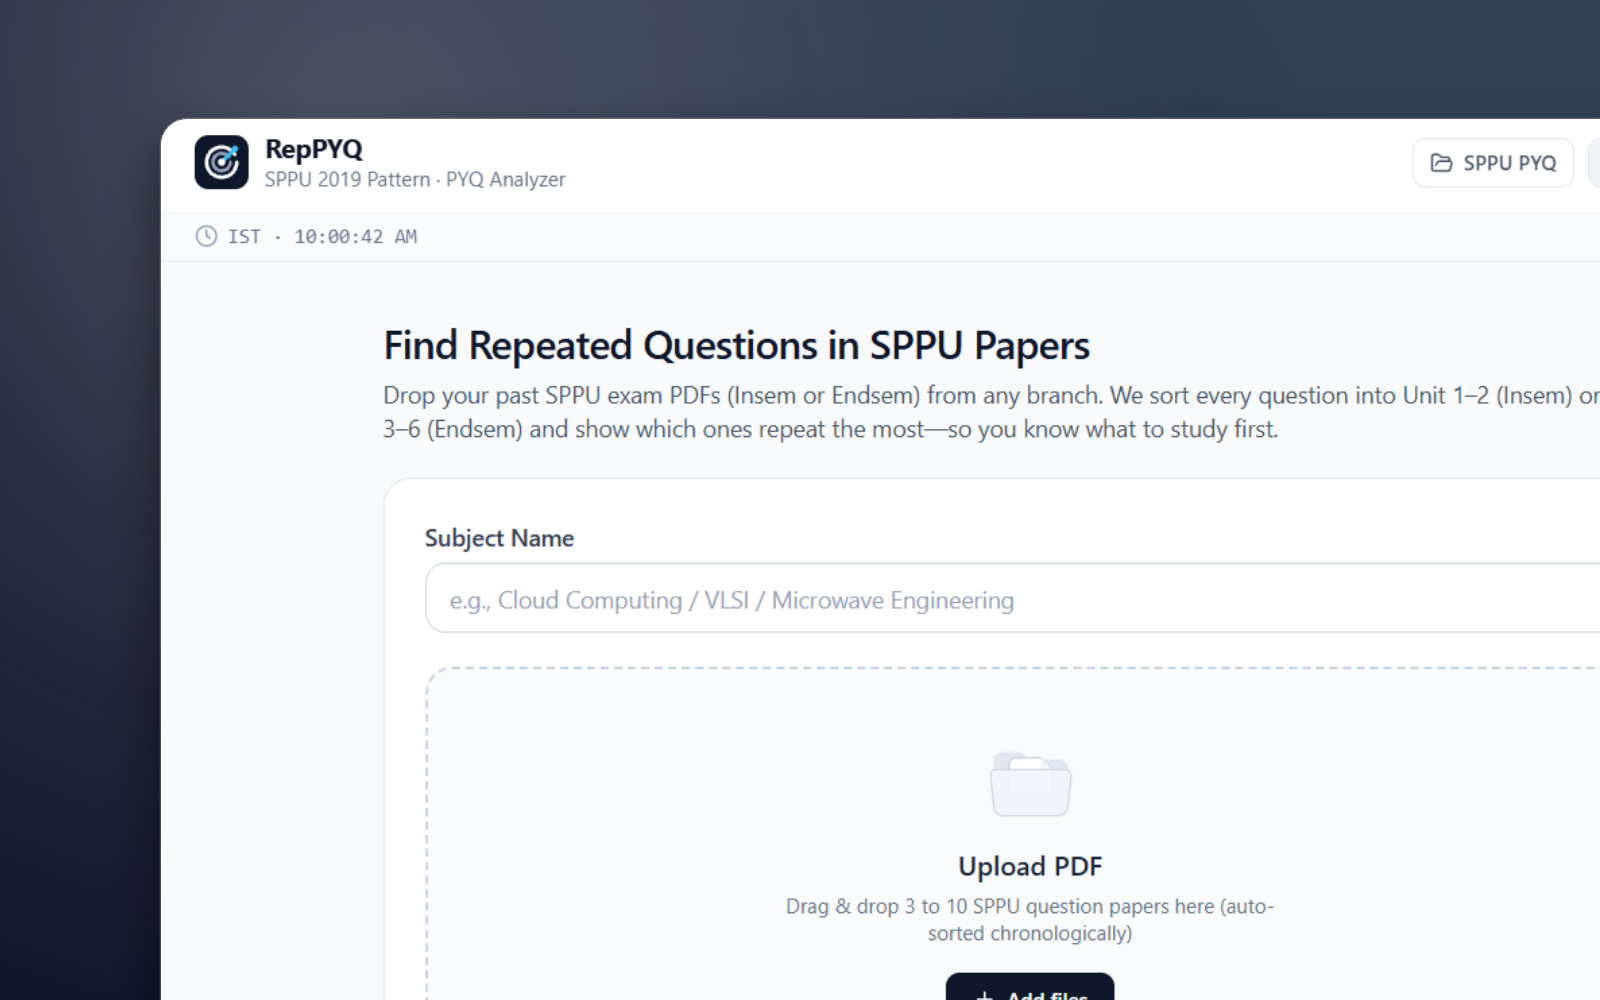 RepPYQ
SPPU 2019 Pattern · PYQ Analyzer
SPPU PYQ
IST · 10:00:42 AM
Find Repeated Questions in SPPU Papers
Drop your past SPPU exam PDFs (Insem or Endsem) from any branch. We sort every question into Unit 1–2 (Insem) or
3–6 (Endsem) and show which ones repeat the most—so you know what to study first.
Subject Name
e.g., Cloud Computing / VLSI / Microwave Engineering
Upload PDF
Drag & drop 3 to 10 SPPU question papers here (auto-
sorted chronologically)
+ Add files